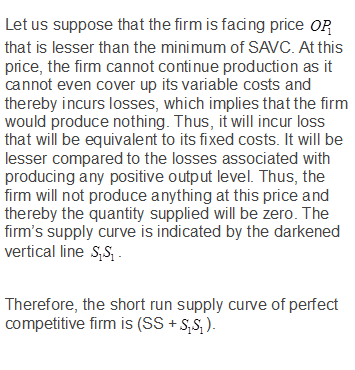 Let us suppose that the firm is facing price OP₁
that is lesser than the minimum of SAVC. At this
price, the firm cannot continue production as it
cannot even cover up its variable costs and
thereby incurs losses, which implies that the firm
would produce nothing. Thus, it will incur loss
that will be equivalent to its fixed costs. It will be
lesser compared to the losses associated with
producing any positive output level. Thus, the
firm will not produce anything at this price and
thereby the quantity supplied will be zero. The
firm's supply curve is indicated by the darkened
vertical line S₁S₁ .
Therefore, the short run supply curve of perfect
competitive firm is (SS + S₁S₁ ).